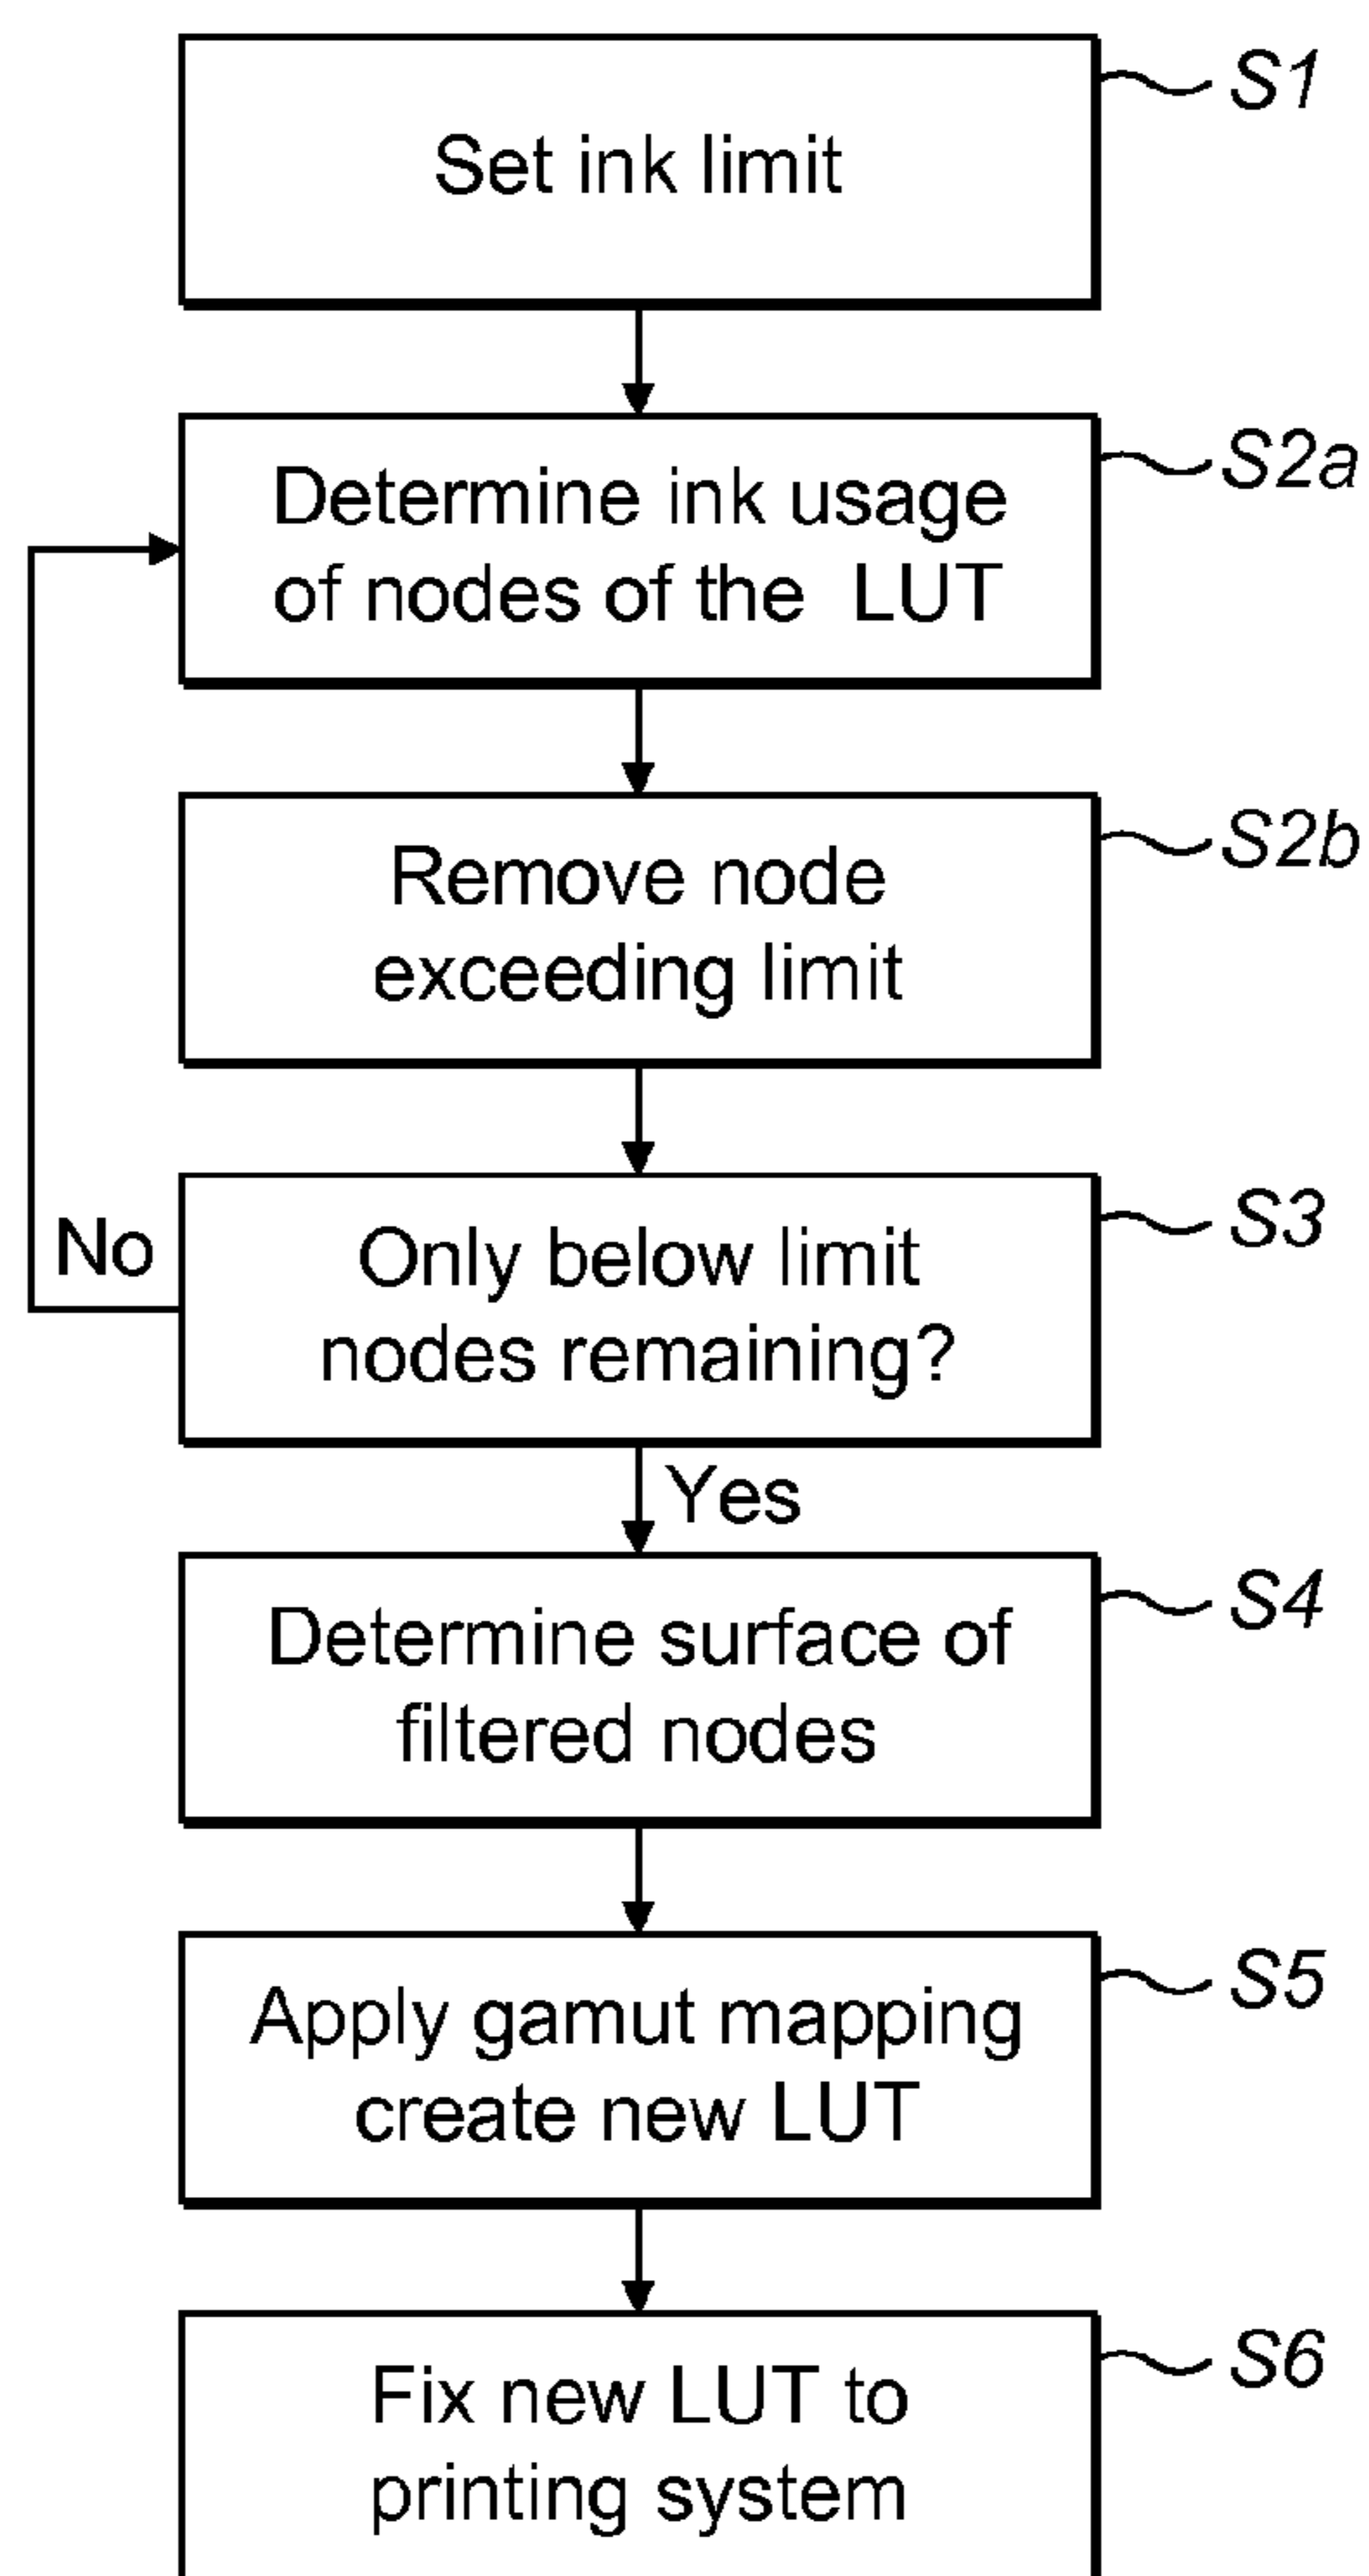 Set ink limit
S1
Determine ink usage
of nodes of the LUT
S2a
Remove node
exceeding limit
S2b
Only below limit
nodes remaining?
S3
No
Yes
Determine surface of
filtered nodes
S4
Apply gamut mapping
create new LUT
S5
Fix new LUT to
printing system
S6